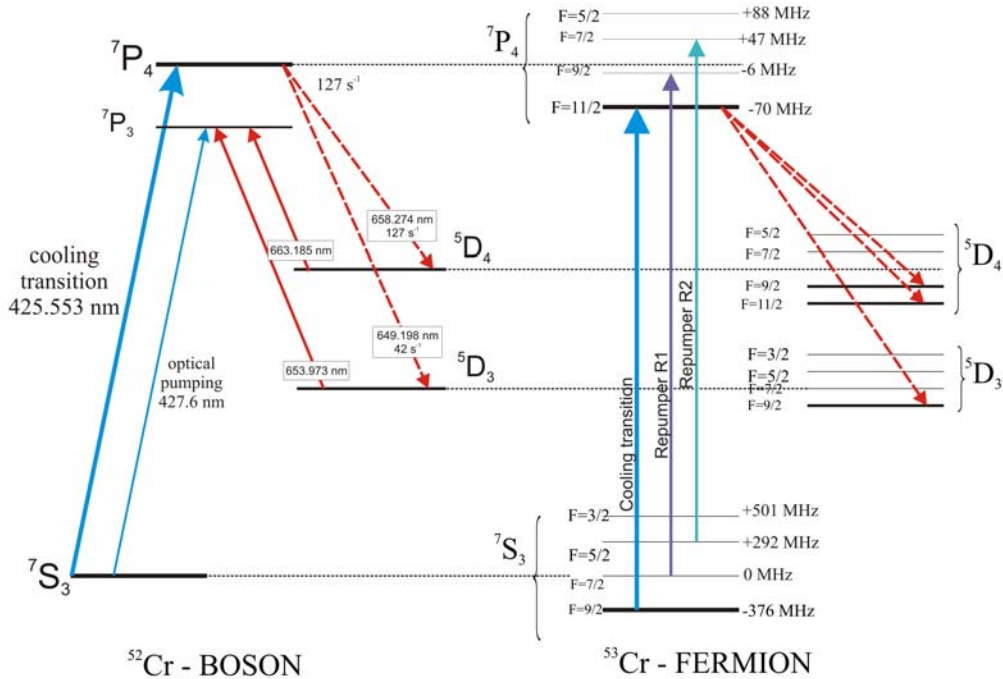 ⁷P₄
127 s⁻¹
⁷P₃
cooling
transition
425.553 nm
optical
pumping
427.6 nm
658.274 nm
127 s⁻¹
663.185 nm
⁵D₄
649.198 nm
42 s⁻¹
653.973 nm
⁵D₃
⁷S₃
⁵²Cr - BOSON
⁷P₄
F=5/2
+88 MHz
F=7/2
+47 MHz
F=9/2
-6 MHz
F=11/2
-70 MHz
Cooling transition
Repumper R1
Repumper R2
F=5/2
F=7/2
F=9/2
F=11/2
⁵D₄
F=3/2
F=5/2
F=7/2
F=9/2
⁵D₃
⁷S₃
F=3/2
+501 MHz
F=5/2
+292 MHz
F=7/2
0 MHz
F=9/2
-376 MHz
⁵³Cr - FERMION